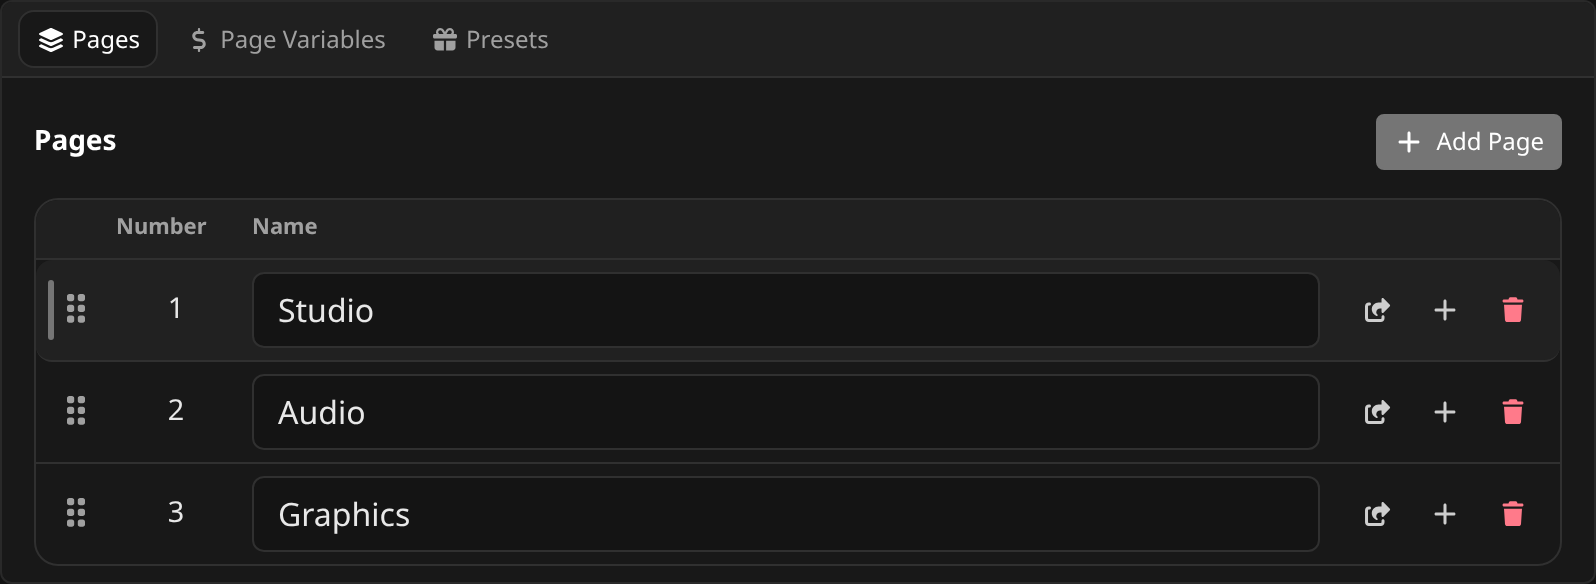 Pages Page Variables Presets
Pages
Add Page
Number Name
1 Studio
2 Audio
3 Graphics